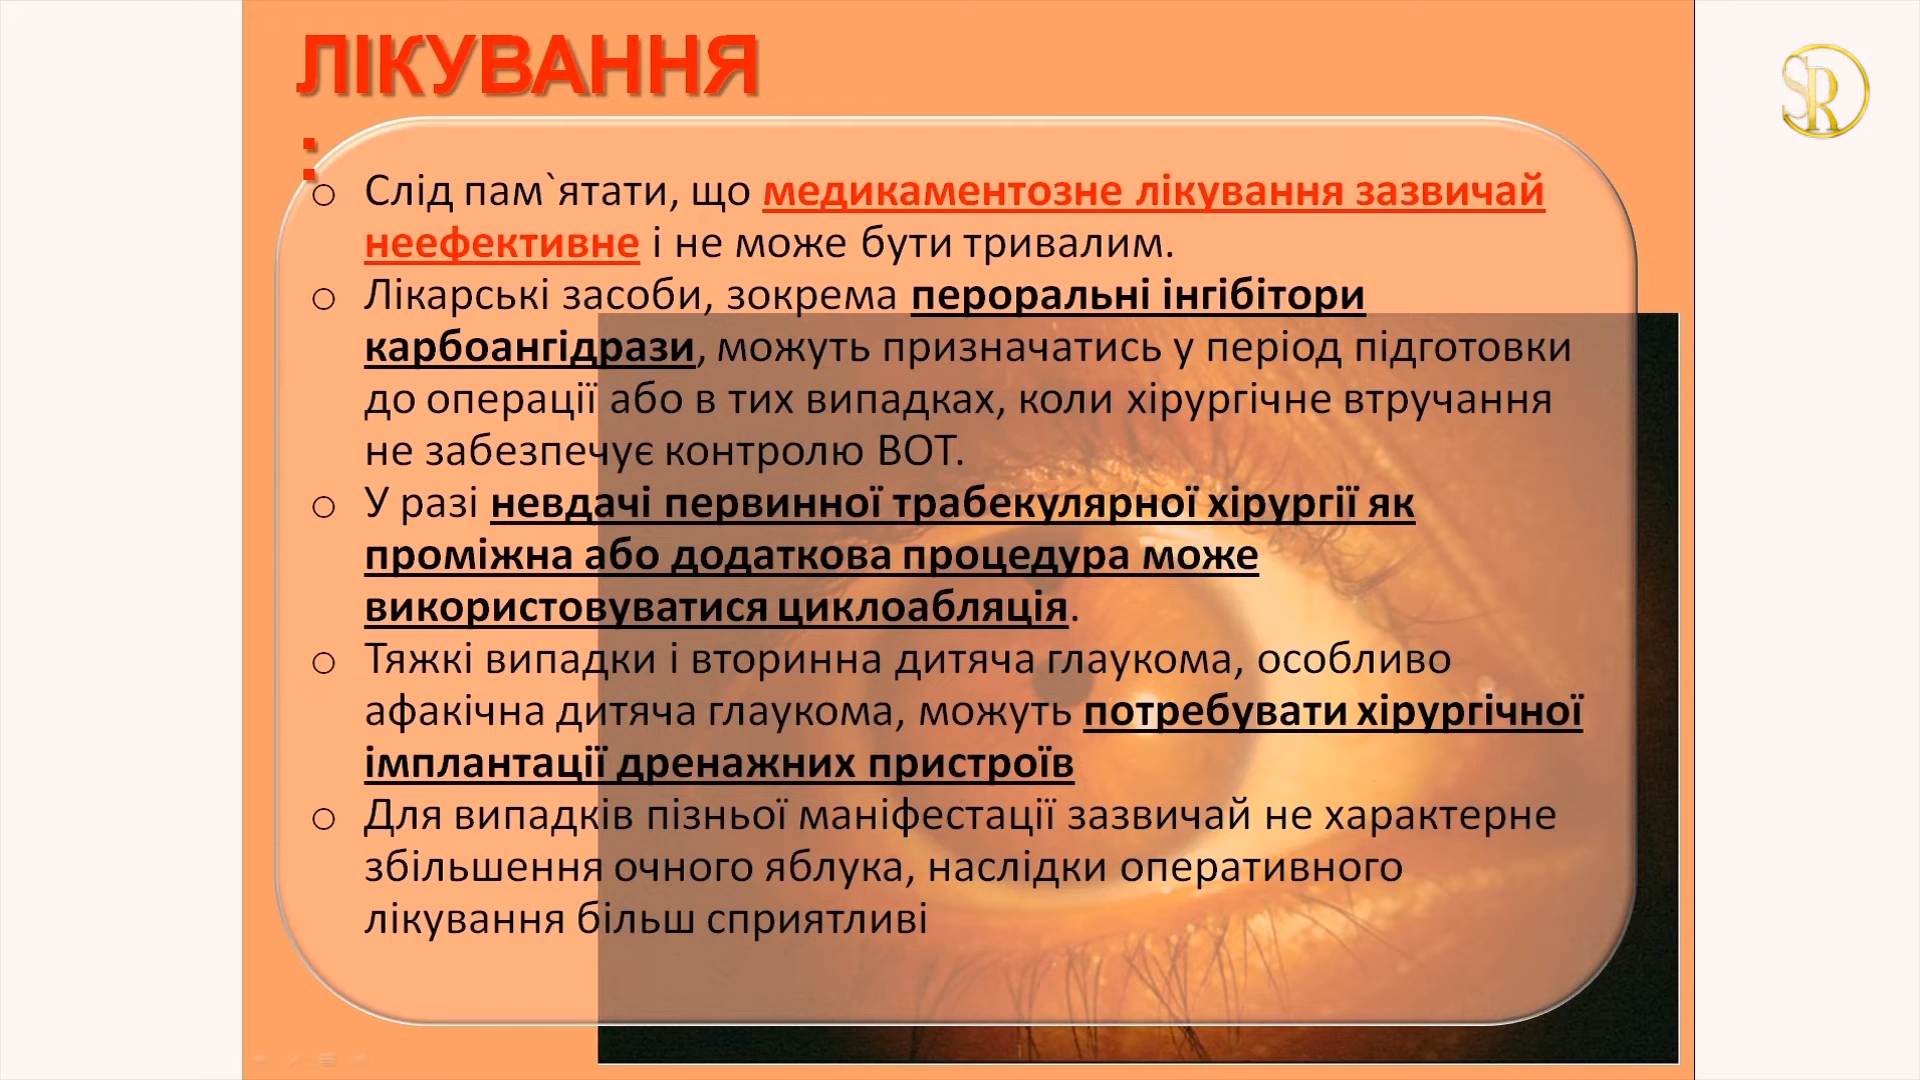 ЛІКУВАННЯ
:
SR
○ Слід пам`ятати, що медикаментозне лікування зазвичай
неефективне і не може бути тривалим.
○ Лікарські засоби, зокрема пероральні інгібітори
карбоангідрази, можуть призначатись у період підготовки
до операції або в тих випадках, коли хірургічне втручання
не забезпечує контролю ВОТ.
○ У разі невдачі первинної трабекулярної хірургії як
проміжна або додаткова процедура може
використовуватися циклоабляція.
○ Тяжкі випадки і вторинна дитяча глаукома, особливо
афакічна дитяча глаукома, можуть потребувати хірургічної
імплантації дренажних пристроїв
○ Для випадків пізньої маніфестації зазвичай не характерне
збільшення очного яблука, наслідки оперативного
лікування більш сприятливі